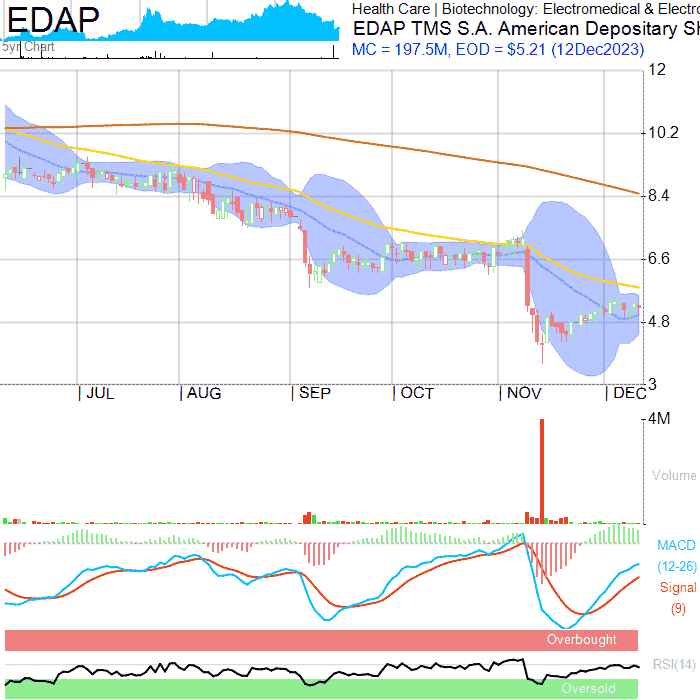 EDAP
5yr Chart
Health Care | Biotechnology: Electromedical & Electro
EDAP TMS S.A. American Depositary Sh
MC = 197.5M, EOD = $5.21 (12Dec2023)
12
10.2
8.4
6.6
4.8
3
JUL
AUG
SEP
OCT
NOV
DEC
4M
Volume
MACD
(12-26)
Signal
(9)
Overbought
RSI(14)
Oversold